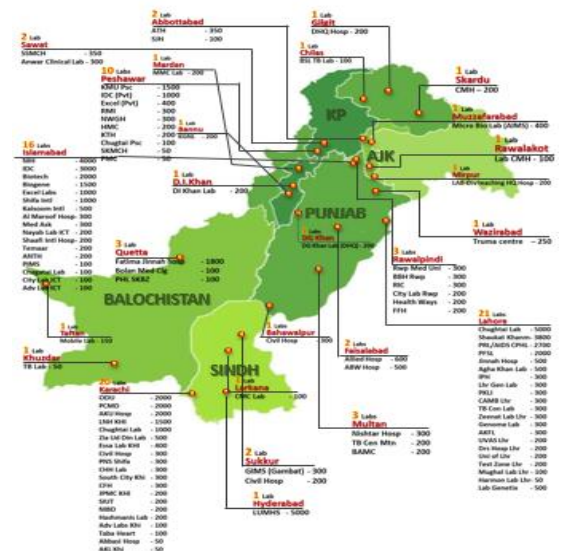 2 Lab
Abbottabad
ATH - 350
SIH - 100
1 Lab
Gilgit
DHQ Hosp - 200
2 Lab
Sawat
SSMCH - 350
Anwar Clinical Lab - 300
1 Lab
Mardan
MMC Lab - 200
1 Lab
Chilas
BSL TB Lab - 100
1 Lab
Skardu
CMH - 200
10 Labs
Peshawar
KMU Psc - 1500
IDC (Pvt) - 1000
Excel (Pvt) - 400
RMI - 300
NWGH - 300
HMC - 200
KTH - 200
Chugtai Psc - 100
SKMCH - 50
PMC - 50
1 Lab
Bannu
1 Lab
Muzzafarabad
Micro Bio Lab (AIMS) - 400
1 Lab
Rawalakot
Lab CMH - 100
1 Lab
Mirpur
KP
AJK
PUNJAB
BALOCHISTAN
SINDH
16 Labs
Islamabad
NIH - 4000
IDC - 3000
Biotech - 2000
Biogene - 1500
Excel Labs - 1000
Shifa Intl - 1000
Kalsoom Intl - 500
Al Maroof Hosp - 300
Med Ask - 300
Nayab Lab ICT - 200
Shaafi Intl Hosp - 200
ANTH - 200
PIMS - 100
Chugatai Lab - 100
City Lab ICT - 100
Adv Lab ICT - 100
1 Lab
D.I.Khan
DI Khan Lab - 200
1 Labs
DG Khan
1 Lab
Wazirabad
Truma centre - 250
3 Lab
Quetta
Fatima Jinnah Hosp - 1800
Bolan Med Clg - 100
PHL SKBZ - 100
3 Labs
Rawalpindi
Rwp Med Uni - 300
BBH Rwp - 300
RIC - 300
City Lab Rwp - 200
Health Ways - 200
FFH - 200
1 Lab
Taftan
Mobile Lab - 150
1 Labs
Bahawalpur
Civil Hosp - 300
2 Lab
Faisalabad
Allied Hosp - 600
ABW Hosp - 500
21 Labs
Lahore
Chughtai Lab - 5000
Shaukat Khanm - 3800
PRL/AIDS CPHL - 2700
PFSL - 2000
Jinnah Hosp - 500
Agha Khan Lab - 500
IPH - 300
Lhr Gen Lab - 300
PKLI - 300
CAMB Lhr - 300
TB Con Lab - 300
Zeenat Lab Lhr - 300
Genome Lab - 300
AKFL - 300
UVAS Lhr - 200
Drs Hosp Lhr - 200
Uni of Lhr - 200
Test Zone Lhr - 200
Mughal Lab Lhr - 100
Harmon Lab Lhr - 50
Lab Genetix - 500
1 Lab
Khuzdar
TB Lab - 50
20 Labs
Karachi
DOU - 2000
PCMD - 2000
AKU Hosp - 2000
LNH KHI - 1500
Chughtai Lab - 1000
Zia Ud Din Lab - 500
Essa Lab KHI - 400
Civil Hosp - 300
PNS Shifa - 300
CHH Lab - 300
South City Khi - 300
CFH - 300
JPMC KHI - 200
SIUT - 200
NIBD - 200
Hashmanis Lab - 200
Adv Labs Khi - 100
Taba Heart - 100
Abbasi Hosp - 50
AKL Khi - 50
1 Lab
Larkana
CMC Lab - 100
3 Labs
Multan
Nishtar Hosp - 300
TB Cen Mtn - 200
BAMC - 200
2 Lab
Sukkur
GIMS (Gambat) - 300
Civil Hosp - 200
1 Lab
Hyderabad
LUMHS - 5000